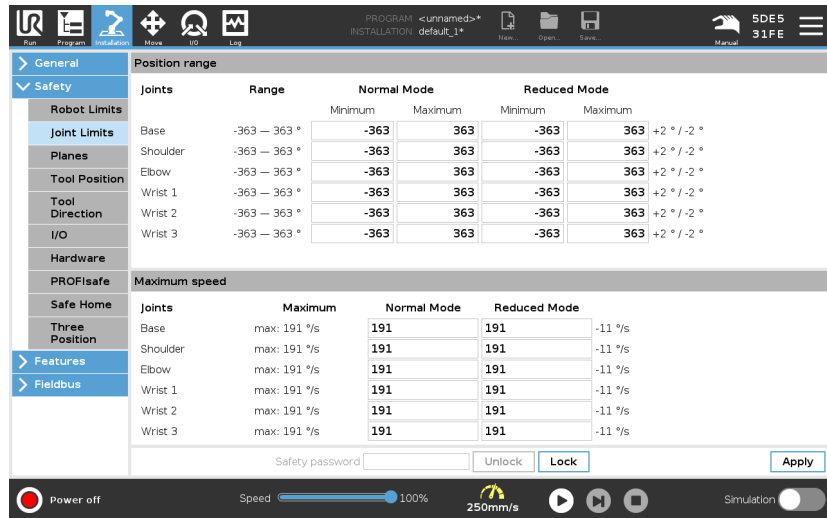 PROGRAM <unnamed>*
INSTALLATION default_1*
UR
Run Program Installation Move I/O Log New... Open... Save... Manual
5DE5
31FE
General
Safety
Robot Limits
Joint Limits
Planes
Tool Position
Tool
Direction
I/O
Hardware
PROFIsafe
Safe Home
Three
Position
Features
Fieldbus
Position range
Joints Range Normal Mode Reduced Mode
Minimum Maximum Minimum Maximum
Base -363 — 363 ° -363 363 -363 363 +2 ° / -2 °
Shoulder -363 — 363 ° -363 363 -363 363 +2 ° / -2 °
Elbow -363 — 363 ° -363 363 -363 363 +2 ° / -2 °
Wrist 1 -363 — 363 ° -363 363 -363 363 +2 ° / -2 °
Wrist 2 -363 — 363 ° -363 363 -363 363 +2 ° / -2 °
Wrist 3 -363 — 363 ° -363 363 -363 363 +2 ° / -2 °
Maximum speed
Joints Maximum Normal Mode Reduced Mode
Base max: 191 °/s 191 191 -11 °/s
Shoulder max: 191 °/s 191 191 -11 °/s
Elbow max: 191 °/s 191 191 -11 °/s
Wrist 1 max: 191 °/s 191 191 -11 °/s
Wrist 2 max: 191 °/s 191 191 -11 °/s
Wrist 3 max: 191 °/s 191 191 -11 °/s
Safety password Unlock Lock Apply
Power off Speed 100% 250mm/s Simulation